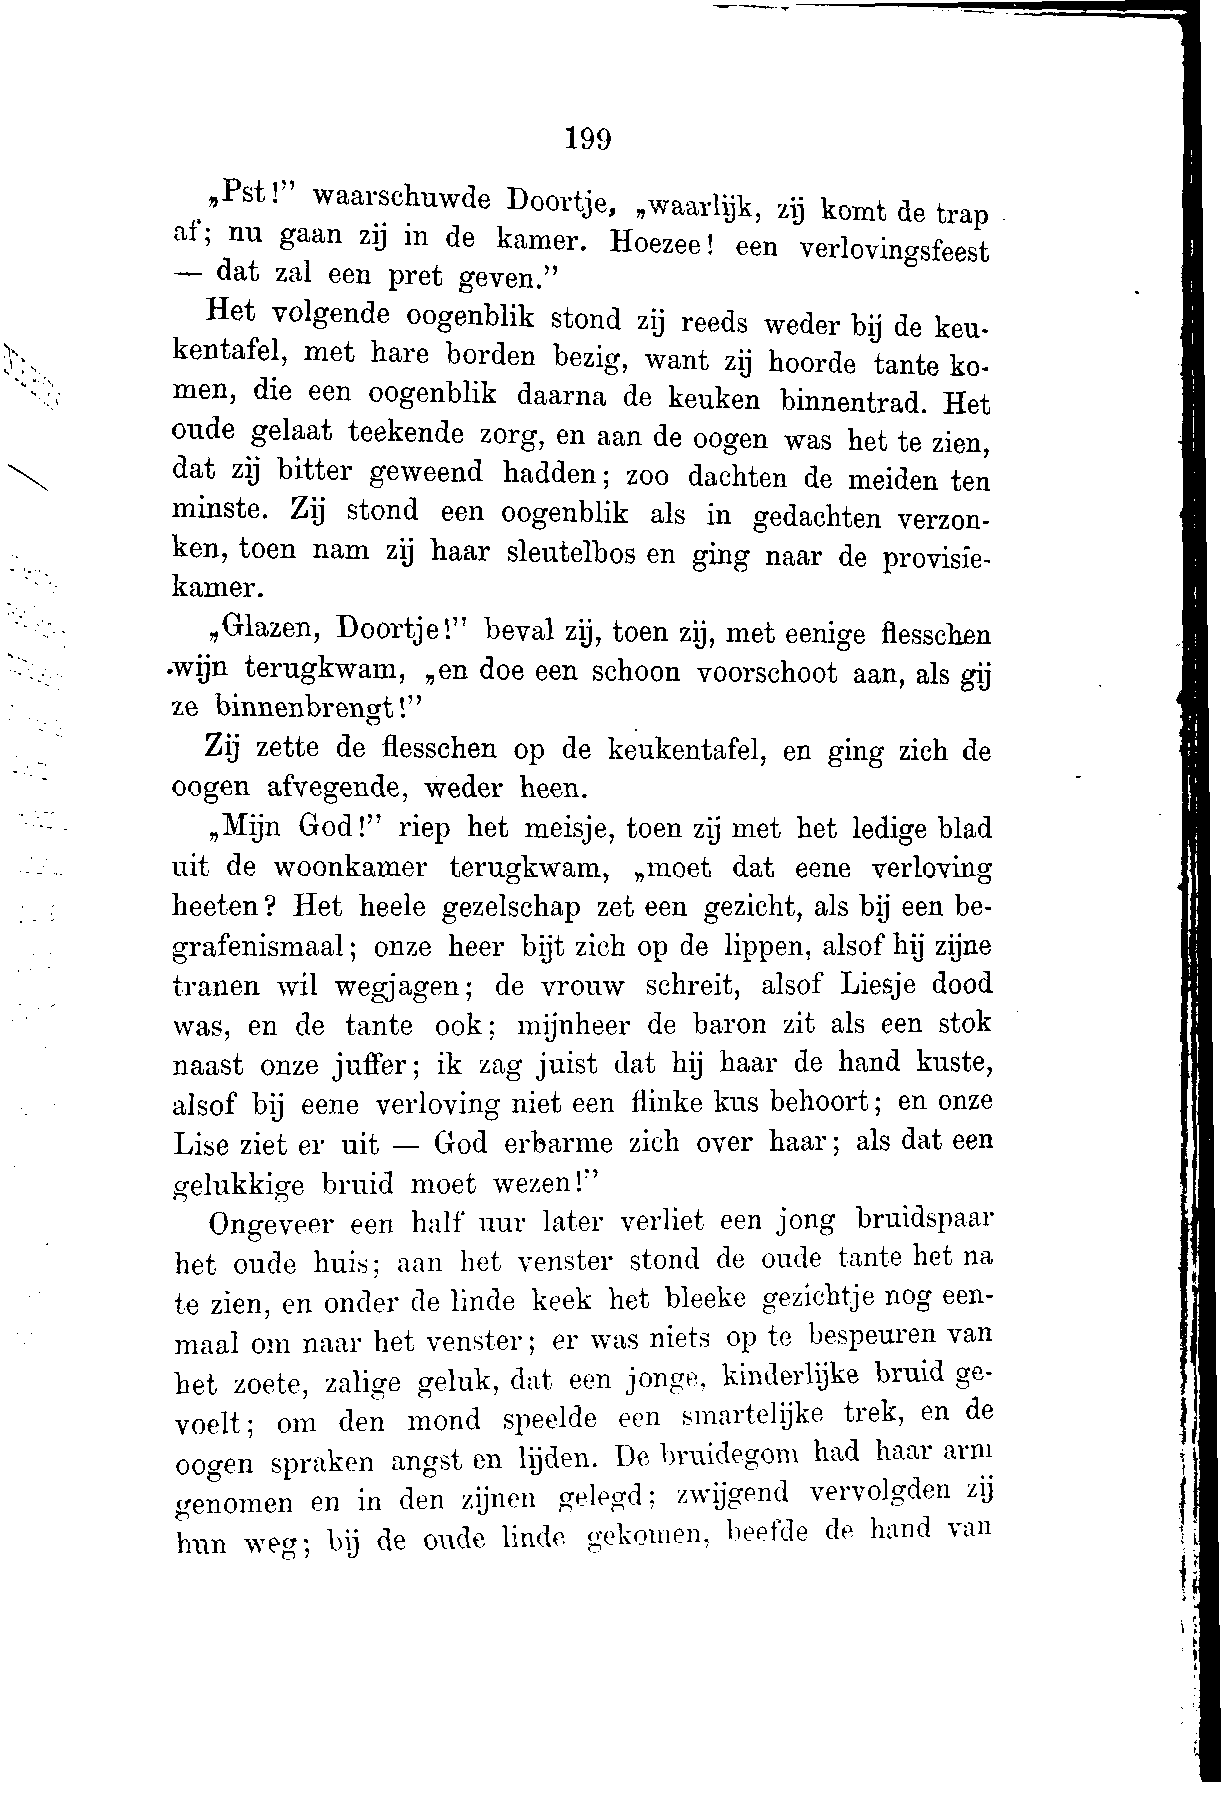 199
„Pst!” waarschuwde Doortje, „waarlijk, zij komt de trap
af; nu gaan zij in de kamer. Hoezee! een verlovingsfeest
— dat zal een pret geven.”
Het volgende oogenblik stond zij reeds weder bij de keu-
kentafel, met hare borden bezig, want zij hoorde tante ko-
men, die een oogenblik daarna de keuken binnentrad. Het
oude gelaat teekende zorg, en aan de oogen was het te zien,
dat zij bitter geweend hadden; zoo dachten de meiden ten
minste. Zij stond een oogenblik als in gedachten verzon-
ken, toen nam zij haar sleutelbos en ging naar de provisie-
kamer.
„Glazen, Doortje!” beval zij, toen zij, met eenige flesschen
wijn terugkwam, „en doe een schoon voorschoot aan, als gij
ze binnenbrengt!”
Zij zette de flesschen op de keukentafel, en ging zich de
oogen afvegende, weder heen.
„Mijn God!” riep het meisje, toen zij met het ledige blad
uit de woonkamer terugkwam, „moet dat eene verloving
heeten? Het heele gezelschap zet een gezicht, als bij een be-
grafenismaal; onze heer bijt zich op de lippen, alsof hij zijne
tranen wil wegjagen; de vrouw schreit, alsof Liesje dood
was, en de tante ook; mijnheer de baron zit als een stok
naast onze juffer; ik zag juist dat hij haar de hand kuste,
alsof bij eene verloving niet een flinke kus behoort; en onze
Lise ziet er uit — God erbarme zich over haar; als dat een
gelukkige bruid moet wezen!”
Ongeveer een half uur later verliet een jong bruidspaar
het oude huis; aan het venster stond de oude tante het na
te zien, en onder de linde keek het bleeke gezichtje nog een-
maal om naar het venster; er was niets op te bespeuren van
het zoete, zalige geluk, dat een jonge, kinderlijke bruid ge-
voelt; om den mond speelde een smartelijke trek, en de
oogen spraken angst en lijden. De bruidegom had haar arm
genomen en in den zijnen gelegd; zwijgend vervolgden zij
hun weg; bij de oude linde gekomen, beefde de hand van